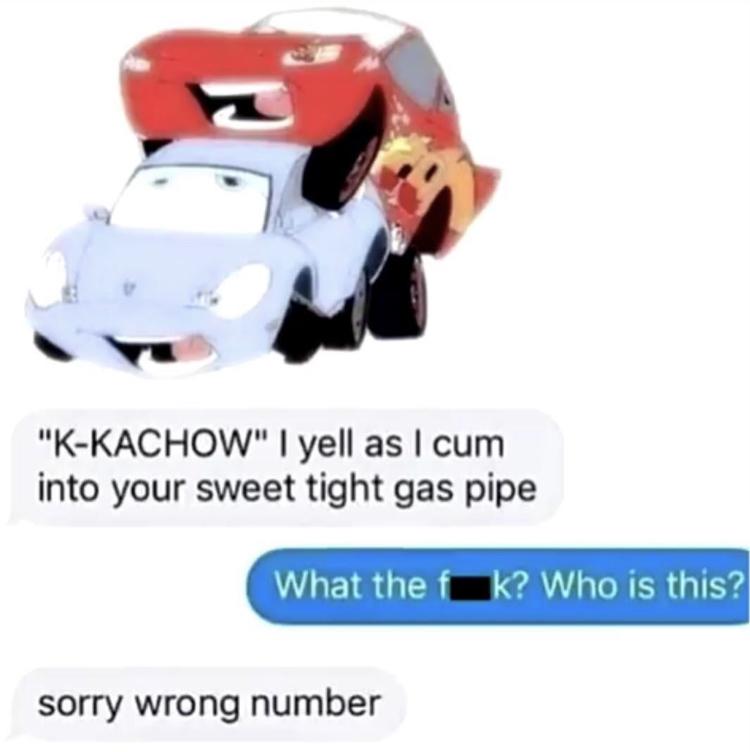 "K-KACHOW" I yell as I cum
into your sweet tight gas pipe
What the f█k? Who is this?
sorry wrong number